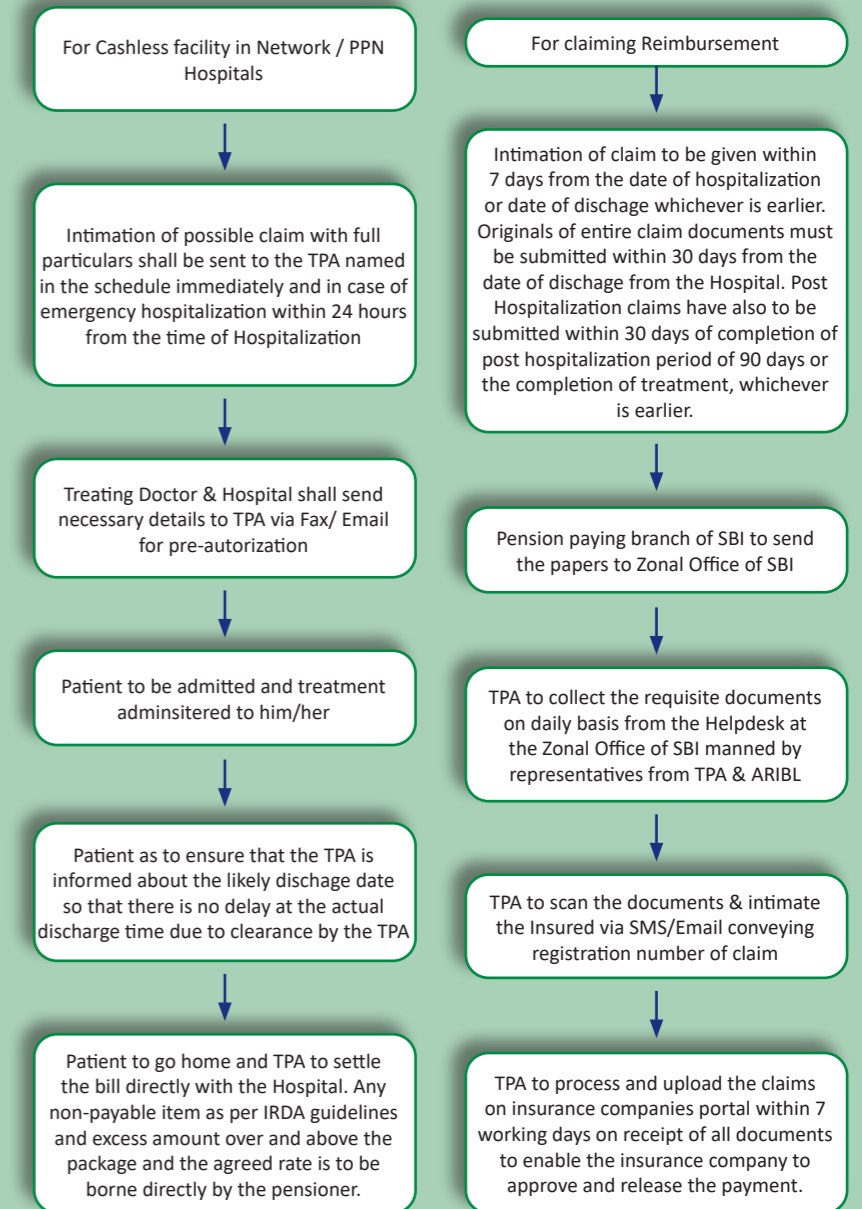 For Cashless facility in Network / PPN
Hospitals
Intimation of possible claim with full
particulars shall be sent to the TPA named
in the schedule immediately and in case of
emergency hospitalization within 24 hours
from the time of Hospitalization
Treating Doctor & Hospital shall send
necessary details to TPA via Fax/ Email
for pre-autorization
Patient to be admitted and treatment
adminsitered to him/her
Patient as to ensure that the TPA is
informed about the likely dischage date
so that there is no delay at the actual
discharge time due to clearance by the TPA
Patient to go home and TPA to settle
the bill directly with the Hospital. Any
non-payable item as per IRDA guidelines
and excess amount over and above the
package and the agreed rate is to be
borne directly by the pensioner.
For claiming Reimbursement
Intimation of claim to be given within
7 days from the date of hospitalization
or date of dischage whichever is earlier.
Originals of entire claim documents must
be submitted within 30 days from the
date of dischage from the Hospital. Post
Hospitalization claims have also to be
submitted within 30 days of completion of
post hospitalization period of 90 days or
the completion of treatment, whichever
is earlier.
Pension paying branch of SBI to send
the papers to Zonal Office of SBI
TPA to collect the requisite documents
on daily basis from the Helpdesk at
the Zonal Office of SBI manned by
representatives from TPA & ARIBL
TPA to scan the documents & intimate
the Insured via SMS/Email conveying
registration number of claim
TPA to process and upload the claims
on insurance companies portal within 7
working days on receipt of all documents
to enable the insurance company to
approve and release the payment.